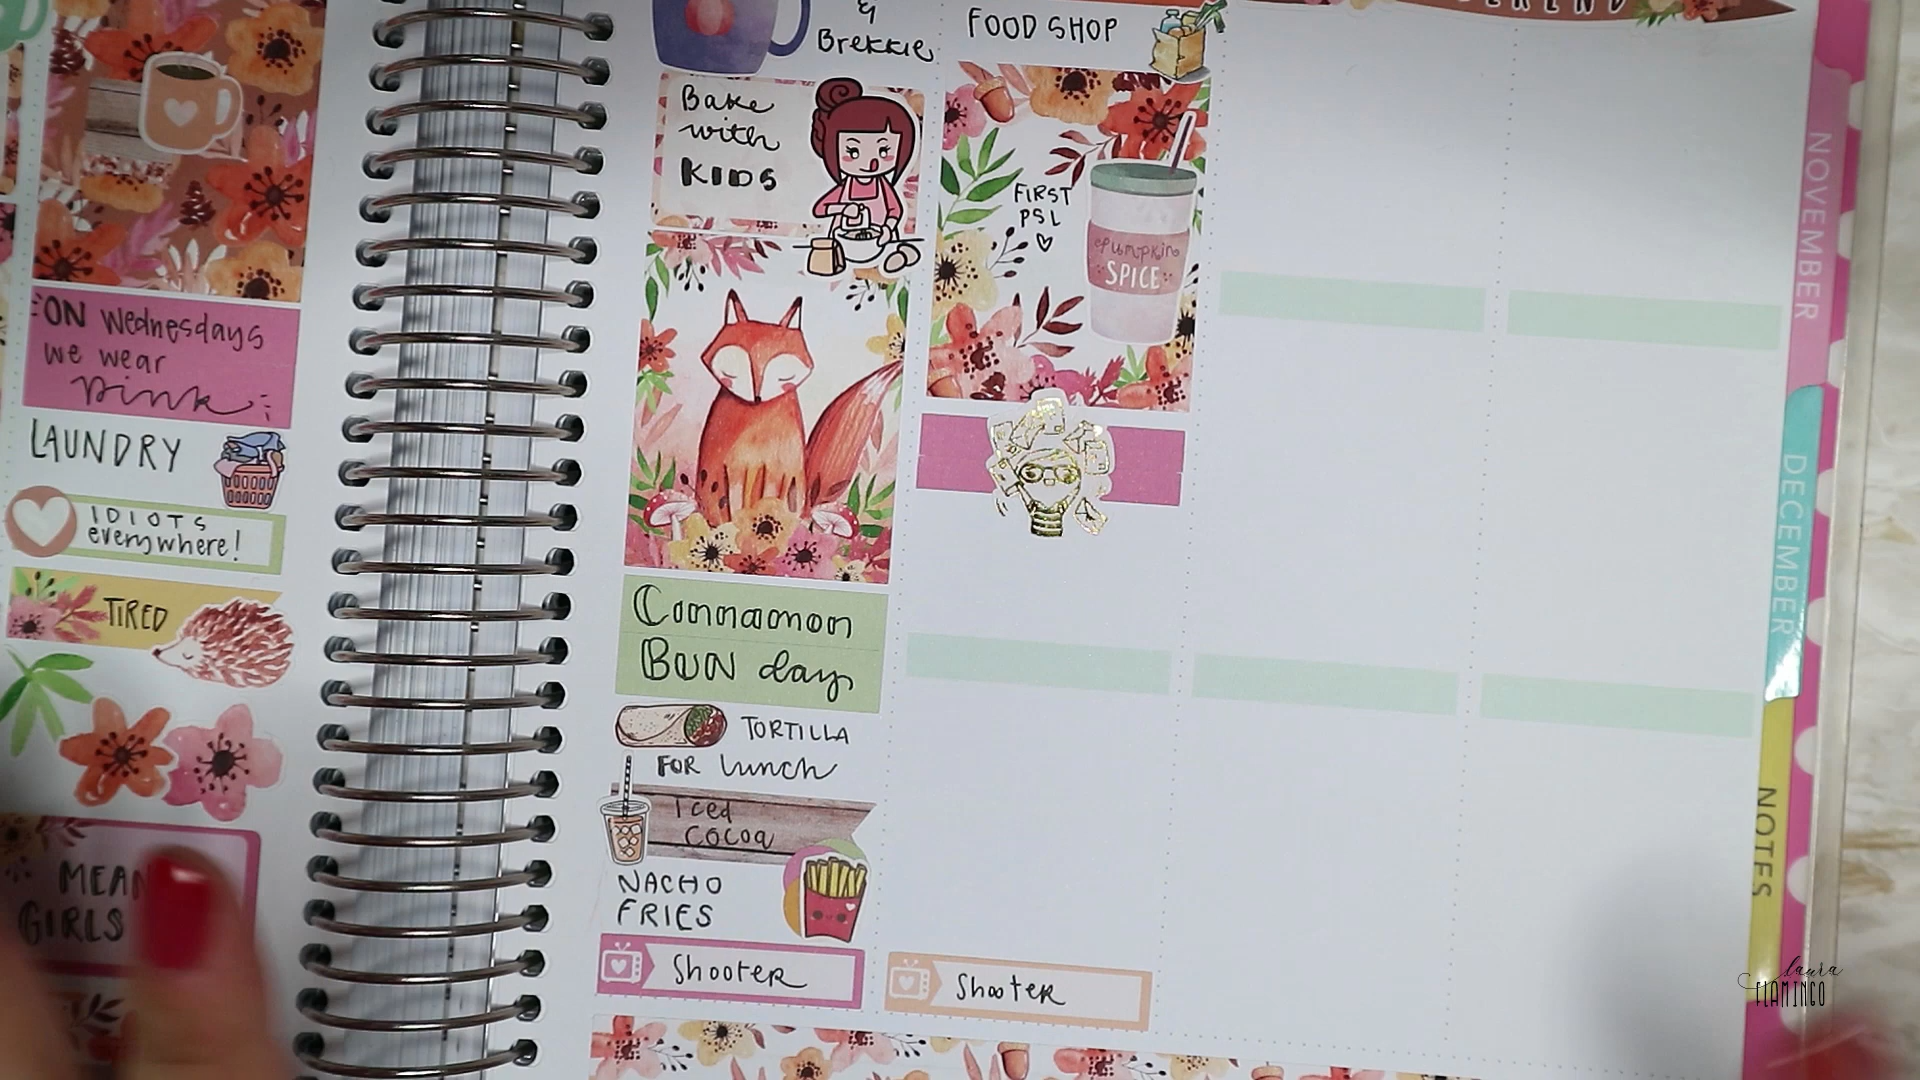 ON Wednesdays
we wear
Pink
LAUNDRY
IDIOTS
everywhere!
TIRED
MEAN
GIRLS
&
Brekkie
Bake
with
KIDS
Cinnamon
BUN day
TORTILLA
FOR lunch
Iced
COCOA
NACHO
FRIES
Shooter
FOOD SHOP
FIRST
PSL
Pumpkin
SPICE
Shooter
NOVEMBER
DECEMBER
NOTES
laura
FLAMINGO